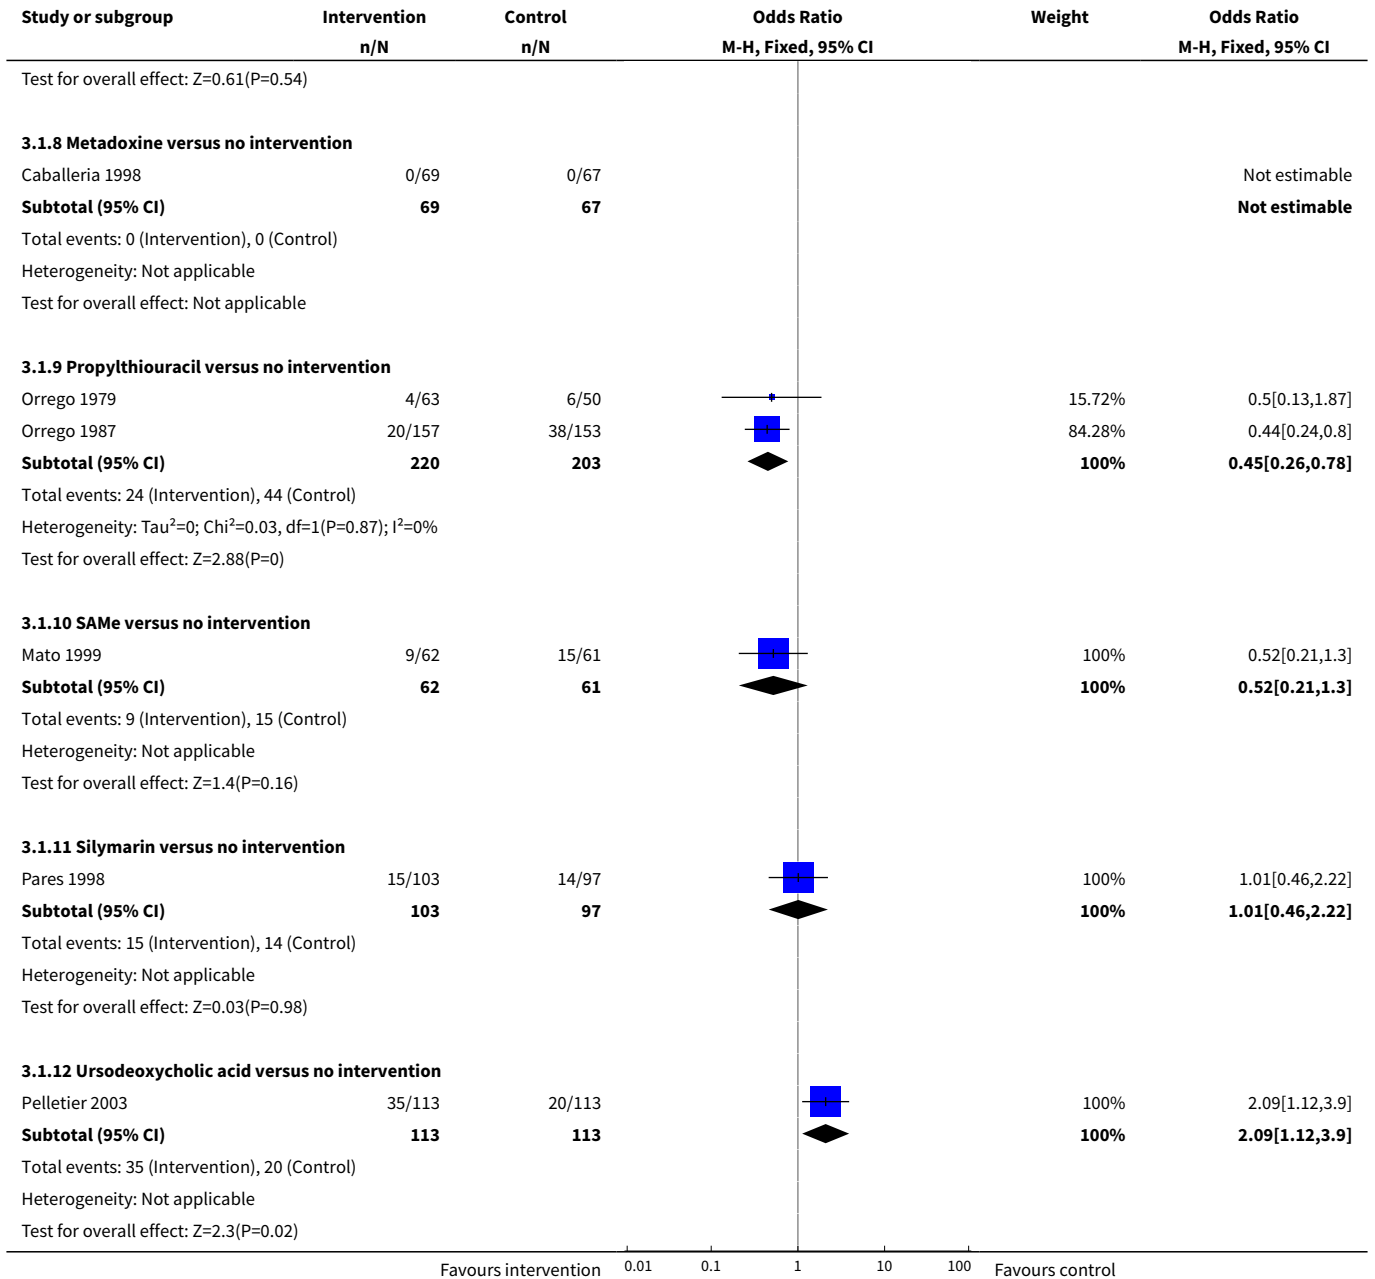 Study or subgroup Intervention Control Odds Ratio Weight Odds Ratio
n/N n/N M-H, Fixed, 95% CI M-H, Fixed, 95% CI
Test for overall effect: Z=0.61(P=0.54)
3.1.8 Metadoxine versus no intervention
Caballeria 1998 0/69 0/67 Not estimable
Subtotal (95% CI) 69 67 Not estimable
Total events: 0 (Intervention), 0 (Control)
Heterogeneity: Not applicable
Test for overall effect: Not applicable
3.1.9 Propylthiouracil versus no intervention
Orrego 1979 4/63 6/50 15.72% 0.5[0.13,1.87]
Orrego 1987 20/157 38/153 84.28% 0.44[0.24,0.8]
Subtotal (95% CI) 220 203 100% 0.45[0.26,0.78]
Total events: 24 (Intervention), 44 (Control)
Heterogeneity: Tau²=0; Chi²=0.03, df=1(P=0.87); I²=0%
Test for overall effect: Z=2.88(P=0)
3.1.10 SAMe versus no intervention
Mato 1999 9/62 15/61 100% 0.52[0.21,1.3]
Subtotal (95% CI) 62 61 100% 0.52[0.21,1.3]
Total events: 9 (Intervention), 15 (Control)
Heterogeneity: Not applicable
Test for overall effect: Z=1.4(P=0.16)
3.1.11 Silymarin versus no intervention
Pares 1998 15/103 14/97 100% 1.01[0.46,2.22]
Subtotal (95% CI) 103 97 100% 1.01[0.46,2.22]
Total events: 15 (Intervention), 14 (Control)
Heterogeneity: Not applicable
Test for overall effect: Z=0.03(P=0.98)
3.1.12 Ursodeoxycholic acid versus no intervention
Pelletier 2003 35/113 20/113 100% 2.09[1.12,3.9]
Subtotal (95% CI) 113 113 100% 2.09[1.12,3.9]
Total events: 35 (Intervention), 20 (Control)
Heterogeneity: Not applicable
Test for overall effect: Z=2.3(P=0.02)
Favours intervention 0.01 0.1 1 10 100 Favours control